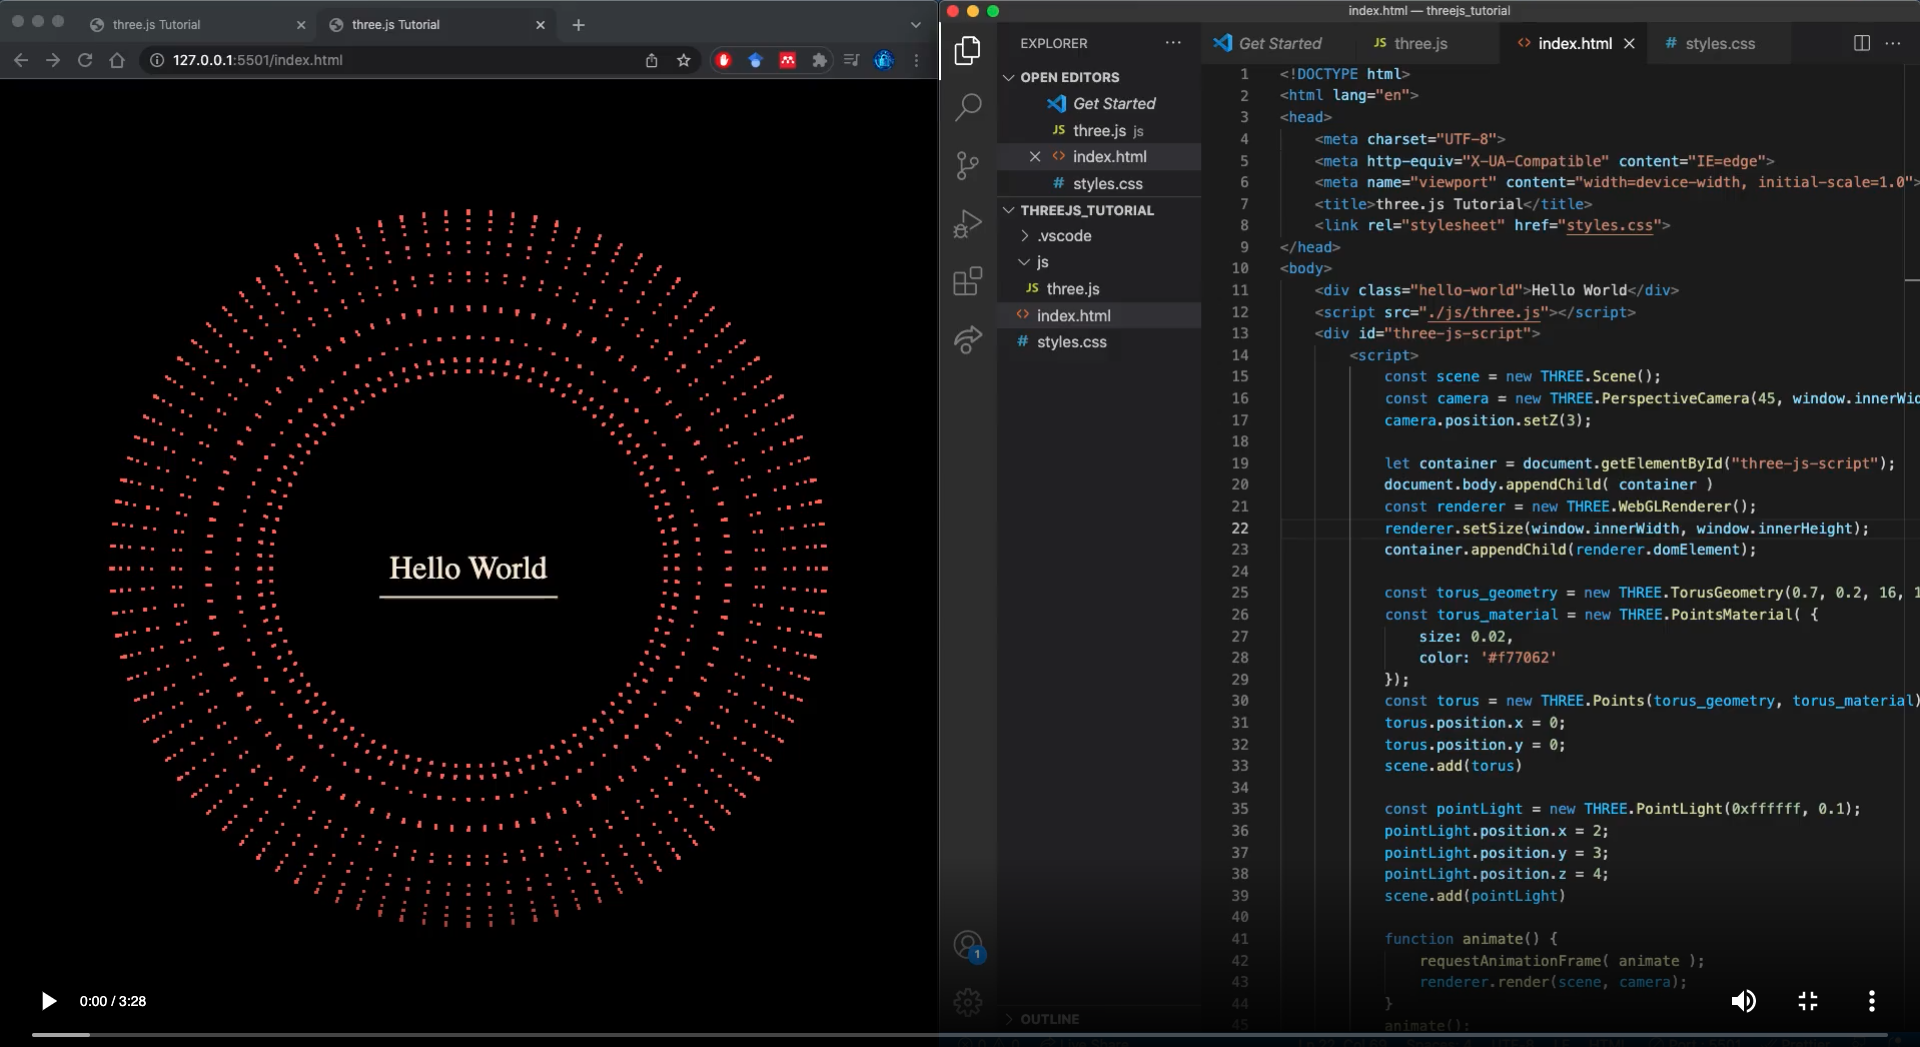 three.js Tutorial
three.js Tutorial
127.0.0.1:5501/index.html
Hello World
0:00 / 3:28
index.html — threejs_tutorial
EXPLORER
Get Started
three.js
index.html
styles.css
OPEN EDITORS
Get Started
three.js js
index.html
styles.css
THREEJS_TUTORIAL
.vscode
js
three.js
index.html
styles.css
1
OUTLINE
1 <!DOCTYPE html>
2 <html lang="en">
3 <head>
4 <meta charset="UTF-8">
5 <meta http-equiv="X-UA-Compatible" content="IE=edge">
6 <meta name="viewport" content="width=device-width, initial-scale=1.0">
7 <title>three.js Tutorial</title>
8 <link rel="stylesheet" href="styles.css">
9 </head>
10 <body>
11 <div class="hello-world">Hello World</div>
12 <script src="./js/three.js"></script>
13 <div id="three-js-script">
14 <script>
15 const scene = new THREE.Scene();
16 const camera = new THREE.PerspectiveCamera(45, window.innerWid
17 camera.position.setZ(3);
18
19 let container = document.getElementById("three-js-script");
20 document.body.appendChild( container )
21 const renderer = new THREE.WebGLRenderer();
22 renderer.setSize(window.innerWidth, window.innerHeight);
23 container.appendChild(renderer.domElement);
24
25 const torus_geometry = new THREE.TorusGeometry(0.7, 0.2, 16, 1
26 const torus_material = new THREE.PointsMaterial( {
27 size: 0.02,
28 color: '#f77062'
29 });
30 const torus = new THREE.Points(torus_geometry, torus_material)
31 torus.position.x = 0;
32 torus.position.y = 0;
33 scene.add(torus)
34
35 const pointLight = new THREE.PointLight(0xffffff, 0.1);
36 pointLight.position.x = 2;
37 pointLight.position.y = 3;
38 pointLight.position.z = 4;
39 scene.add(pointLight)
40
41 function animate() {
42 requestAnimationFrame( animate );
43 renderer.render(scene, camera);
44 }
45 animate();